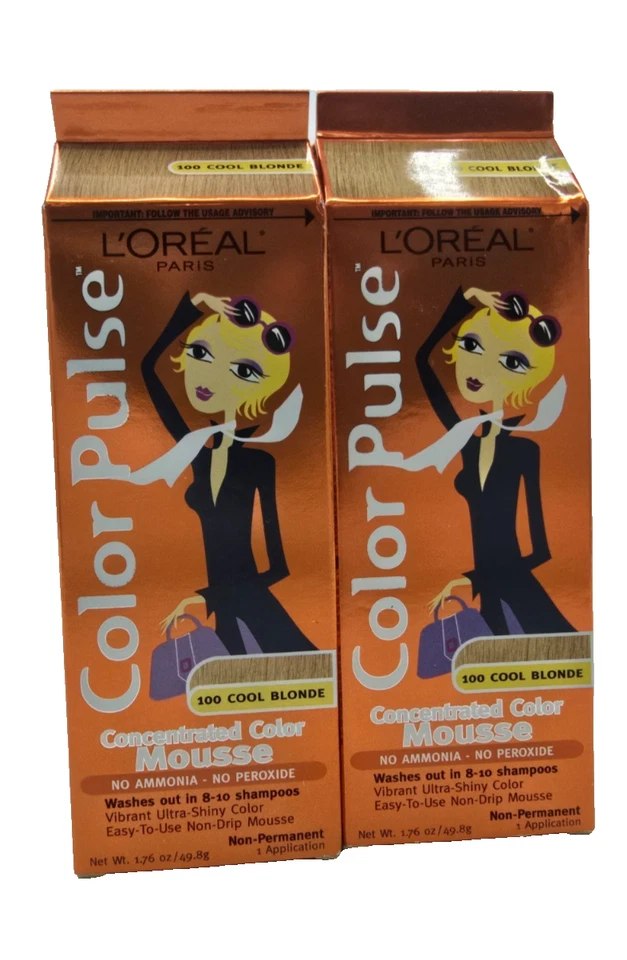 100 COOL BLONDE
IMPORTANT: FOLLOW THE USAGE ADVISORY
L'ORÉAL®
PARIS
Color Pulse™
100 COOL BLONDE
Concentrated Color
Mousse
NO AMMONIA - NO PEROXIDE
Washes out in 8-10 shampoos
Vibrant Ultra-Shiny Color
Easy-To-Use Non-Drip Mousse
Non-Permanent
1 Application
Net Wt. 1.76 oz/49.8g
COOL BLONDE
IMPORTANT: FOLLOW THE USAGE ADVISORY
L'ORÉAL®
PARIS
Color Pulse™
100 COOL BLONDE
Concentrated Color
Mousse
NO AMMONIA - NO PEROXIDE
Washes out in 8-10 shampoos
Vibrant Ultra-Shiny Color
Easy-To-Use Non-Drip Mousse
Non-Permanent
1 Application
Net Wt. 1.76 oz/49.8g